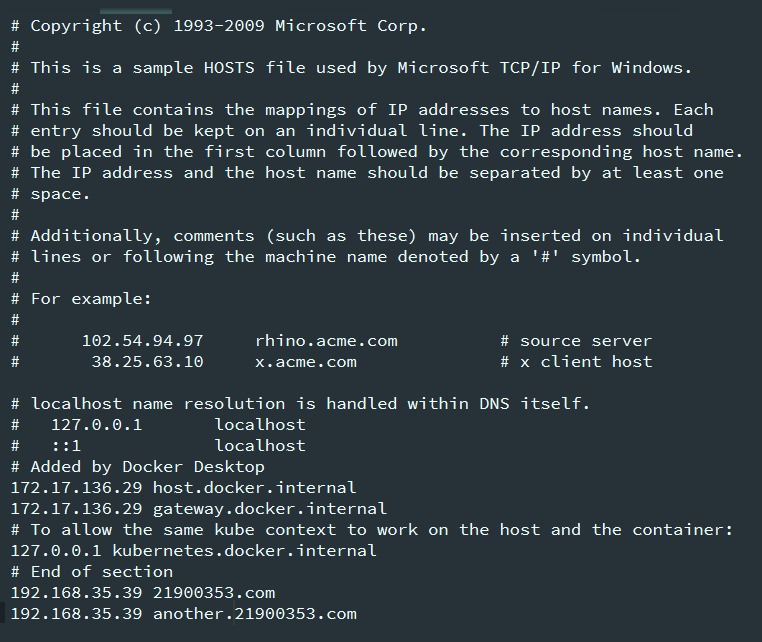 # Copyright (c) 1993-2009 Microsoft Corp.
#
# This is a sample HOSTS file used by Microsoft TCP/IP for Windows.
#
# This file contains the mappings of IP addresses to host names. Each
# entry should be kept on an individual line. The IP address should
# be placed in the first column followed by the corresponding host name.
# The IP address and the host name should be separated by at least one
# space.
#
# Additionally, comments (such as these) may be inserted on individual
# lines or following the machine name denoted by a '#' symbol.
#
# For example:
#
#      102.54.94.97     rhino.acme.com          # source server
#       38.25.63.10     x.acme.com              # x client host

# localhost name resolution is handled within DNS itself.
#   127.0.0.1       localhost
#   ::1             localhost
# Added by Docker Desktop
172.17.136.29 host.docker.internal
172.17.136.29 gateway.docker.internal
# To allow the same kube context to work on the host and the container:
127.0.0.1 kubernetes.docker.internal
# End of section
192.168.35.39 21900353.com
192.168.35.39 another.21900353.com